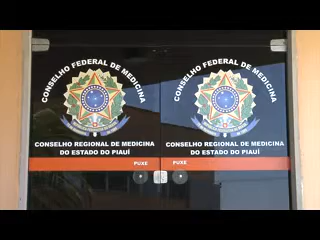 CONSELHO FEDERAL DE MEDICINA
CONSELHO REGIONAL DE MEDICINA
DO ESTADO DO PIAUÍ
PUXE
CONSELHO FEDERAL DE MEDICINA
CONSELHO REGIONAL DE MEDICINA
DO ESTADO DO PIAUÍ
PUXE